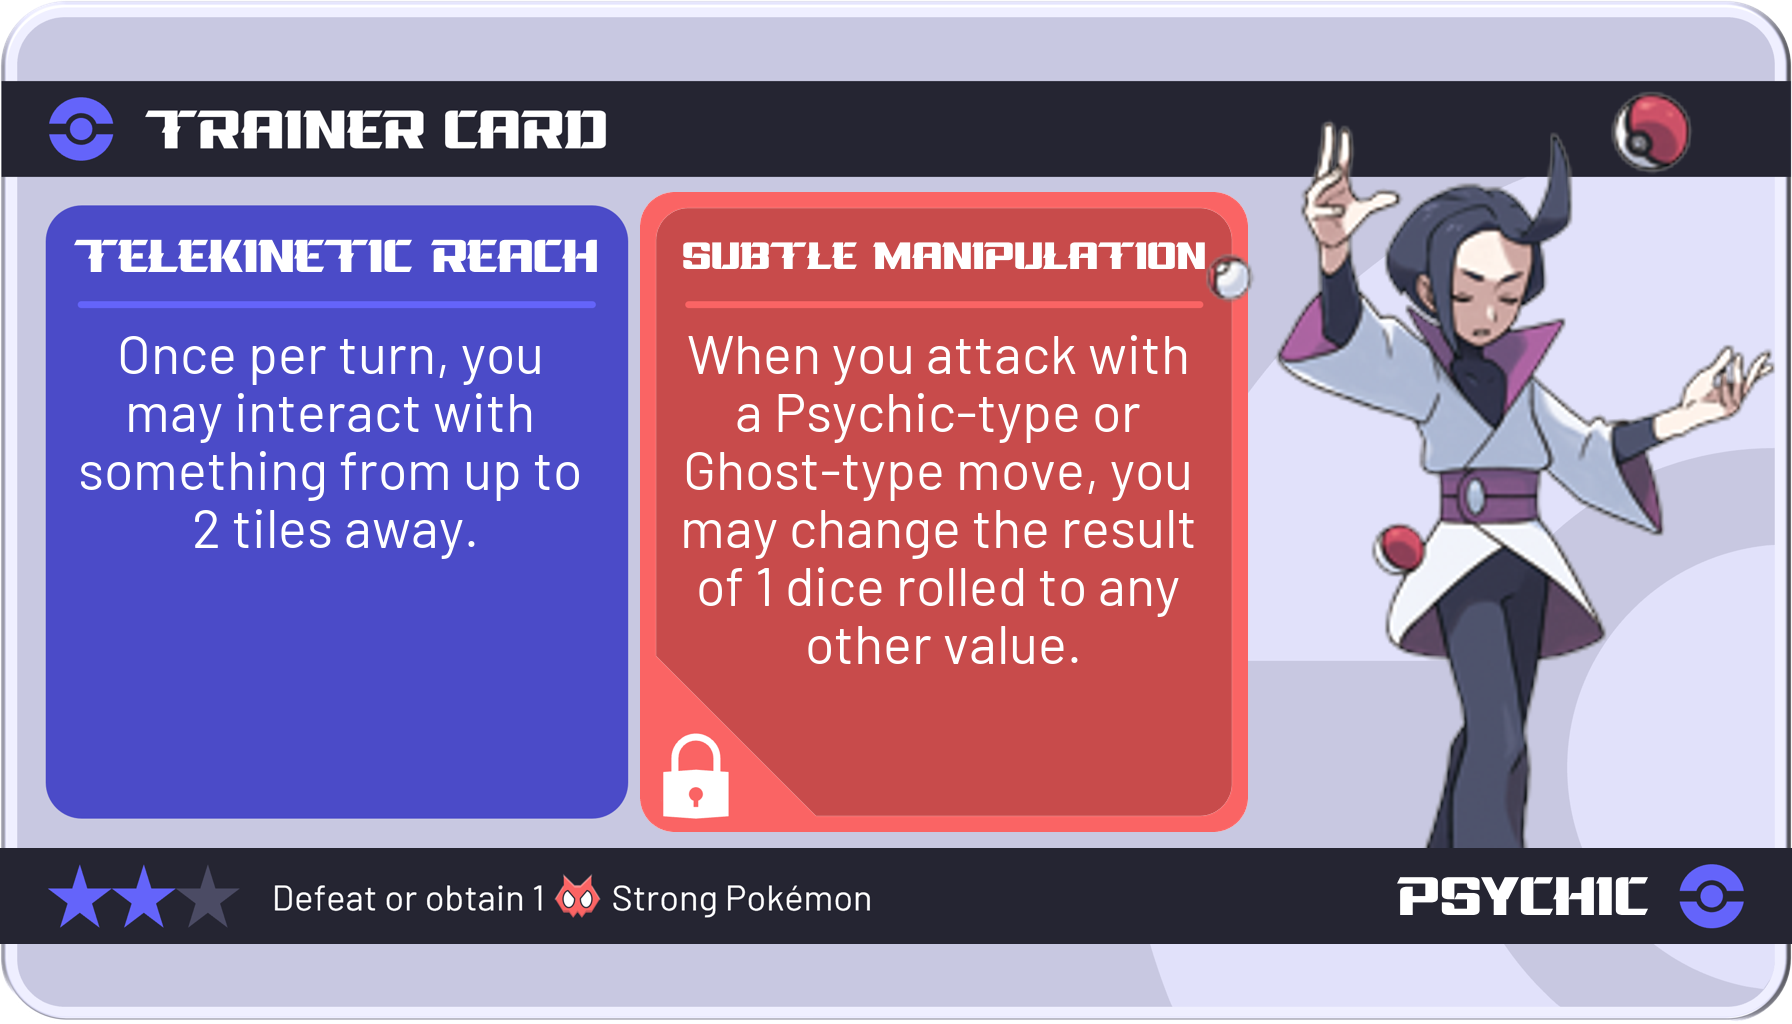 TRAINER CARD
TELEKINETIC REACH
Once per turn, you
may interact with
something from up to
2 tiles away.
SUBTLE MANIPULATION
When you attack with
a Psychic-type or
Ghost-type move, you
may change the result
of 1 dice rolled to any
other value.
Defeat or obtain 1 Strong Pokémon
PSYCHIC